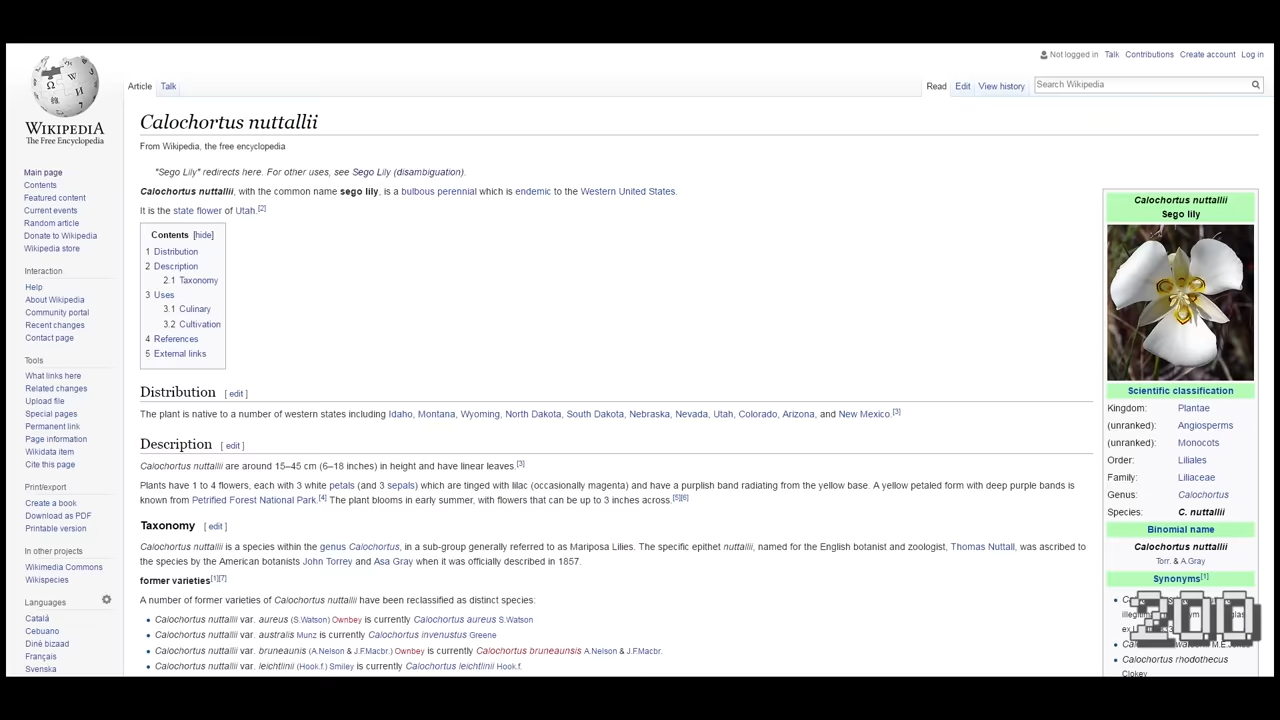 Not logged in Talk Contributions Create account Log in
Article Talk Read Edit View history Search Wikipedia
WIKIPEDIA
The Free Encyclopedia
Main page
Contents
Featured content
Current events
Random article
Donate to Wikipedia
Wikipedia store
Interaction
Help
About Wikipedia
Community portal
Recent changes
Contact page
Tools
What links here
Related changes
Upload file
Special pages
Permanent link
Page information
Wikidata item
Cite this page
Print/export
Create a book
Download as PDF
Printable version
In other projects
Wikimedia Commons
Wikispecies
Languages
Català
Cebuano
Diné bizaad
Français
Svenska
Calochortus nuttallii
From Wikipedia, the free encyclopedia
"Sego Lily" redirects here. For other uses, see Sego Lily (disambiguation).
Calochortus nuttallii, with the common name sego lily, is a bulbous perennial which is endemic to the Western United States.
It is the state flower of Utah.[2]
Contents [hide]
1 Distribution
2 Description
2.1 Taxonomy
3 Uses
3.1 Culinary
3.2 Cultivation
4 References
5 External links
Distribution [ edit ]
The plant is native to a number of western states including Idaho, Montana, Wyoming, North Dakota, South Dakota, Nebraska, Nevada, Utah, Colorado, Arizona, and New Mexico.[3]
Description [ edit ]
Calochortus nuttallii are around 15–45 cm (6–18 inches) in height and have linear leaves.[3]
Plants have 1 to 4 flowers, each with 3 white petals (and 3 sepals) which are tinged with lilac (occasionally magenta) and have a purplish band radiating from the yellow base. A yellow petaled form with deep purple bands is
known from Petrified Forest National Park.[4] The plant blooms in early summer, with flowers that can be up to 3 inches across.[5][6]
Taxonomy [ edit ]
Calochortus nuttallii is a species within the genus Calochortus, in a sub-group generally referred to as Mariposa Lilies. The specific epithet nuttallii, named for the English botanist and zoologist, Thomas Nuttall, was ascribed to
the species by the American botanists John Torrey and Asa Gray when it was officially described in 1857.
former varieties[1][7]
A number of former varieties of Calochortus nuttallii have been reclassified as distinct species:
Calochortus nuttallii var. aureus (S.Watson) Ownbey is currently Calochortus aureus S.Watson
Calochortus nuttallii var. australis Munz is currently Calochortus invenustus Greene
Calochortus nuttallii var. bruneaunis (A.Nelson & J.F.Macbr.) Ownbey is currently Calochortus bruneaunsis A.Nelson & J.F.Macbr.
Calochortus nuttallii var. leichtlinii (Hook.f.) Smiley is currently Calochortus leichtlinii Hook.f.
Calochortus nuttallii
Sego lily
Scientific classification
Kingdom: Plantae
(unranked): Angiosperms
(unranked): Monocots
Order: Liliales
Family: Liliaceae
Genus: Calochortus
Species: C. nuttallii
Binomial name
Calochortus nuttallii
Torr. & A.Gray
Synonyms[1]
200
Calochortus rhodothecus
Clokey